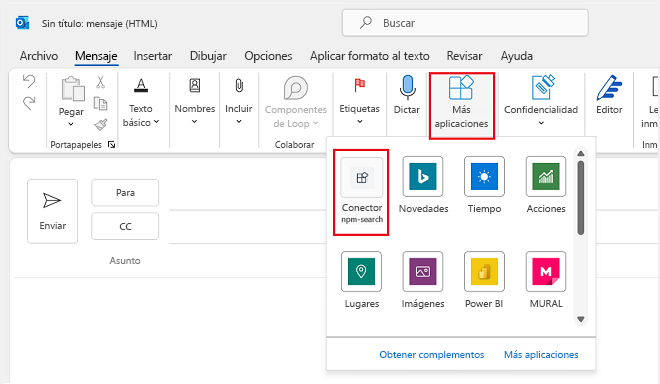 Sin título: mensaje (HTML)
Buscar
Archivo Mensaje Insertar Dibujar Opciones Aplicar formato al texto Revisar Ayuda
Pegar
Portapapeles
Texto
básico
Nombres
Incluir
Componentes
de Loop
Colaborar
Etiquetas
Dictar
Más
aplicaciones
Confidencialidad
Editor
Le
inm
Inm
Enviar
Para
CC
Asunto
Conector
npm-search
Novedades
Tiempo
Acciones
Lugares
Imágenes
Power BI
MURAL
Obtener complementos Más aplicaciones